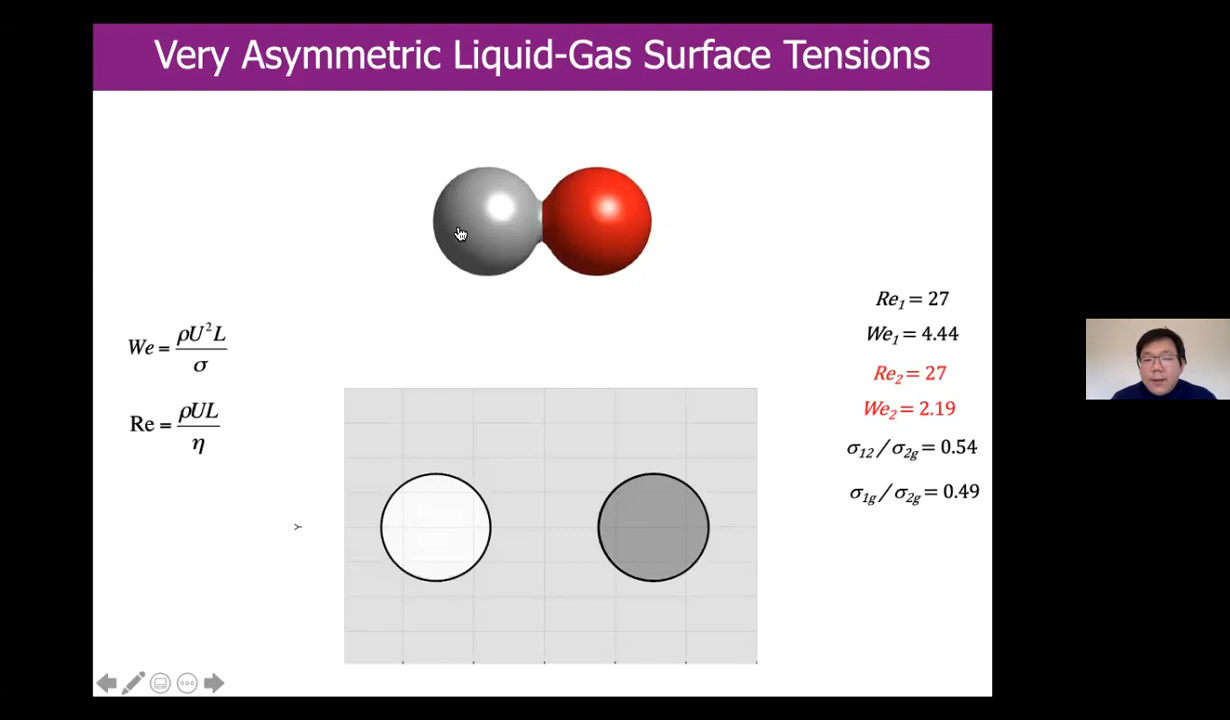 Very Asymmetric Liquid-Gas Surface Tensions
We = ρU²L / σ
Re = ρUL / η
Re₁ = 27
We₁ = 4.44
Re₂ = 27
We₂ = 2.19
σ₁₂ / σ₂g = 0.54
σ₁g / σ₂g = 0.49
Y